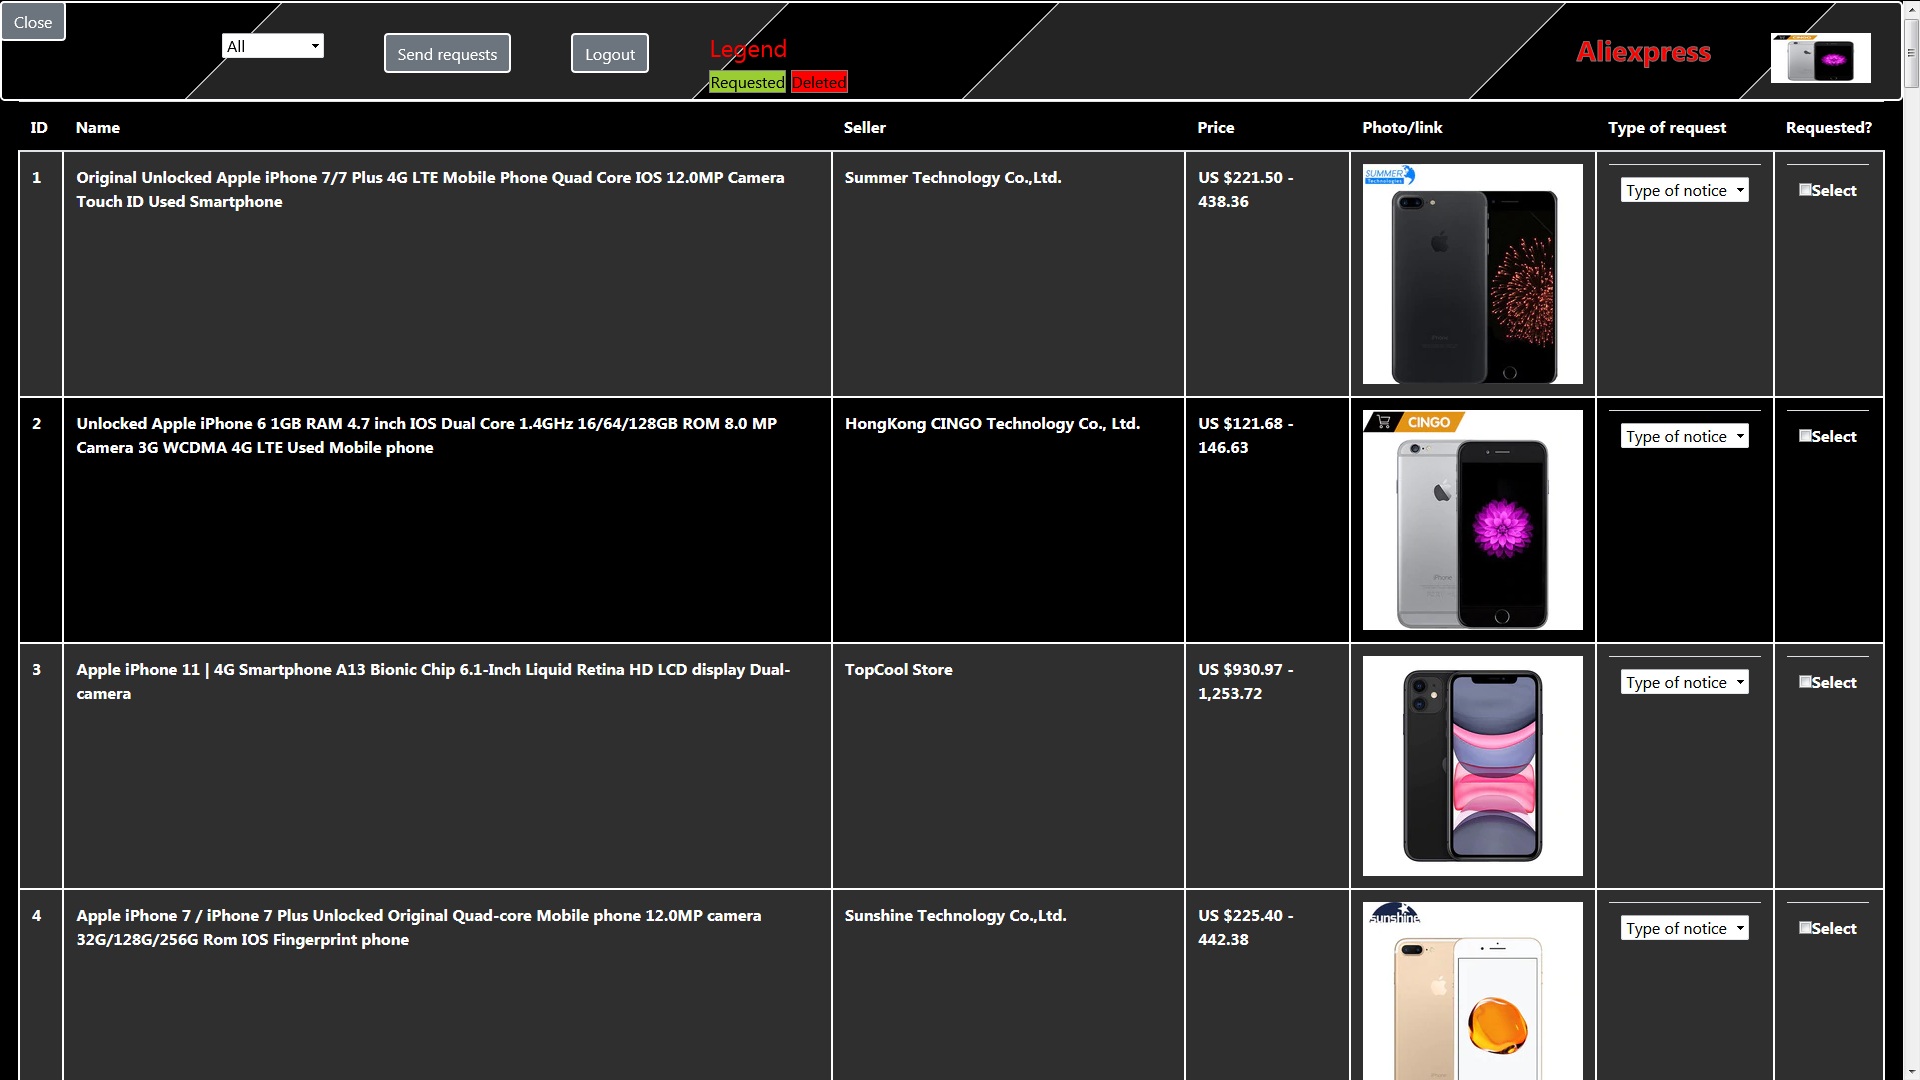 Close
All
Send requests
Logout
Legend
Requested Deleted
Aliexpress
ID Name Seller Price Photo/link Type of request Requested?
1
Original Unlocked Apple iPhone 7/7 Plus 4G LTE Mobile Phone Quad Core IOS 12.0MP Camera
Touch ID Used Smartphone
Summer Technology Co.,Ltd.
US $221.50 -
438.36
SUMMER
Technologies
iPhone
Type of notice
Select
2
Unlocked Apple iPhone 6 1GB RAM 4.7 inch IOS Dual Core 1.4GHz 16/64/128GB ROM 8.0 MP
Camera 3G WCDMA 4G LTE Used Mobile phone
HongKong CINGO Technology Co., Ltd.
US $121.68 -
146.63
CINGO
iPhone
Type of notice
Select
3
Apple iPhone 11 | 4G Smartphone A13 Bionic Chip 6.1-Inch Liquid Retina HD LCD display Dual-
camera
TopCool Store
US $930.97 -
1,253.72
Type of notice
Select
4
Apple iPhone 7 / iPhone 7 Plus Unlocked Original Quad-core Mobile phone 12.0MP camera
32G/128G/256G Rom IOS Fingerprint phone
Sunshine Technology Co.,Ltd.
US $225.40 -
442.38
sunshine
Type of notice
Select